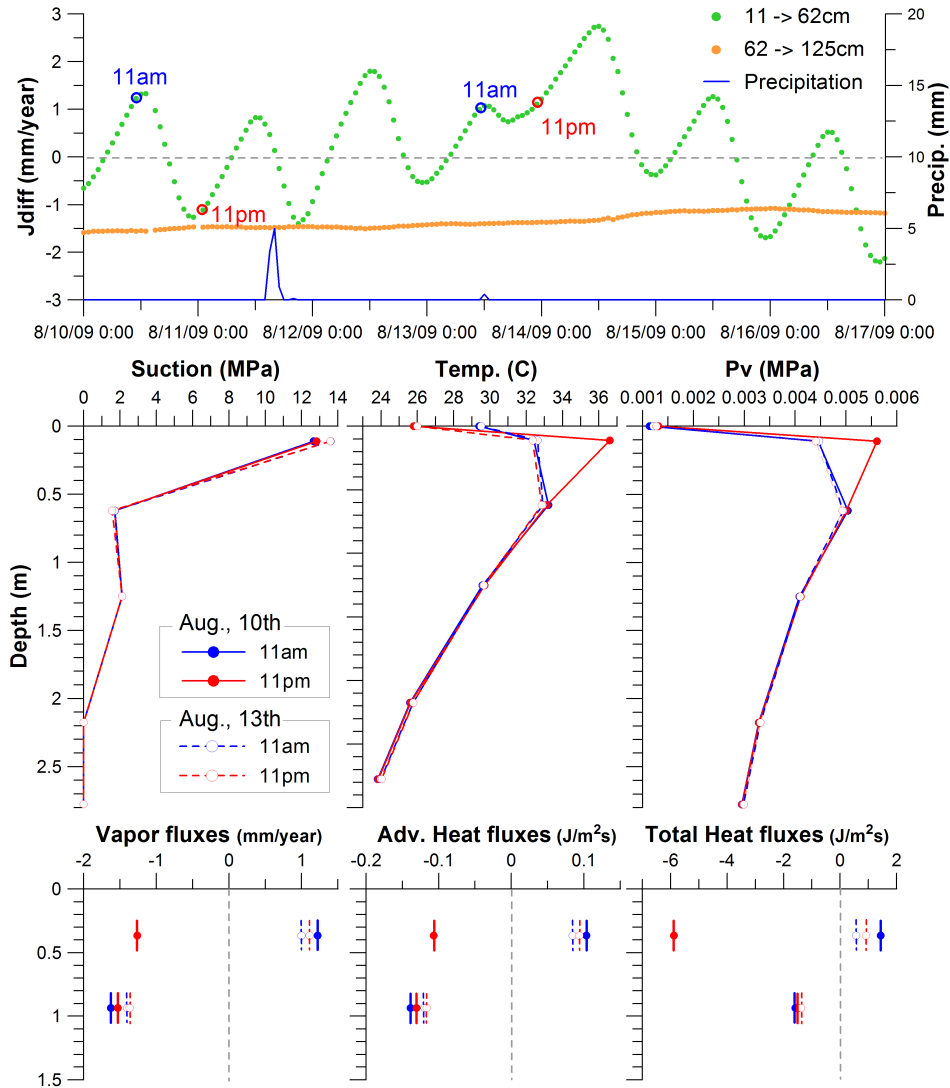 3
2
1
0
-1
-2
-3
Jdiff (mm/year)
20
15
10
5
0
Precip. (mm)
11 -> 62cm
62 -> 125cm
Precipitation
11am
11pm
11am
11pm
8/10/09 0:00 8/11/09 0:00 8/12/09 0:00 8/13/09 0:00 8/14/09 0:00 8/15/09 0:00 8/16/09 0:00 8/17/09 0:00
Suction (MPa) Temp. (C) Pv (MPa)
0 2 4 6 8 10 12 14 24 26 28 30 32 34 36 0.001 0.002 0.003 0.004 0.005 0.006
0
0.5
1
1.5
2
2.5
Depth (m)
Aug., 10th
11am
11pm
Aug., 13th
11am
11pm
Vapor fluxes (mm/year) Adv. Heat fluxes (J/m²s) Total Heat fluxes (J/m²s)
-2 -1 0 1 -0.2 -0.1 0 0.1 -6 -4 -2 0 2
0
0.5
1
1.5